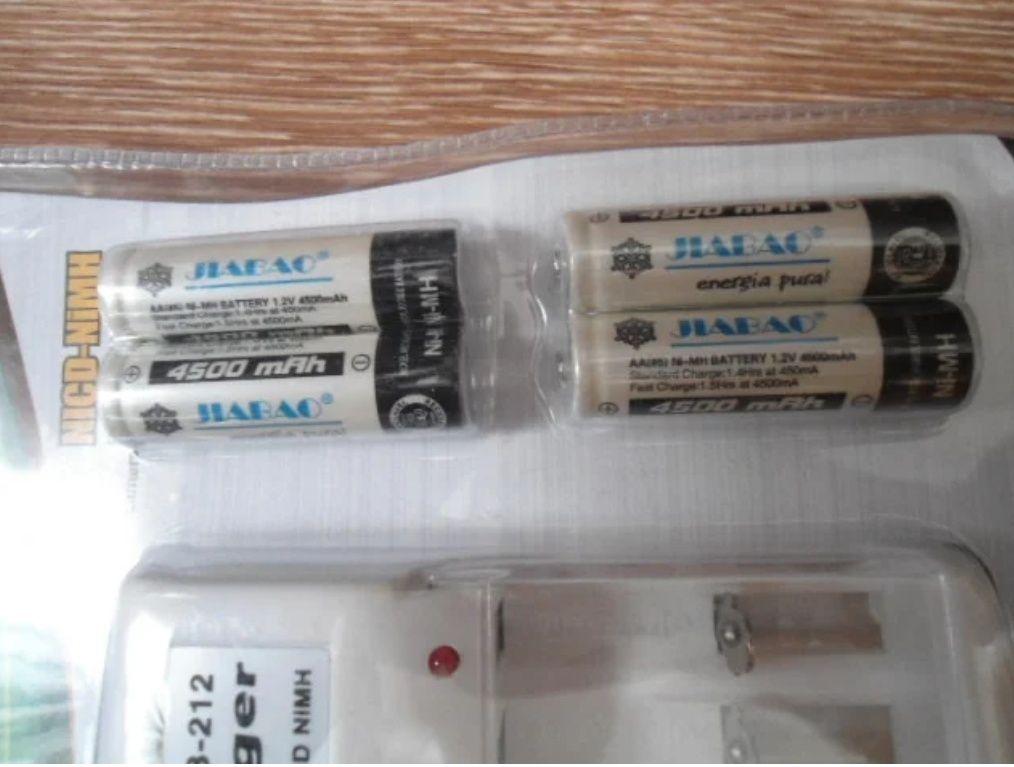 NICD-NiMH
JIABAO®
AA(R6) Ni-MH BATTERY 1.2V 4500mAh
Standard Charge:1.4Hrs at 450mA
Fast Charge:1.5Hrs at 4500mA
Ni-MH
4500 mAh
JIABAO®
energia pura!
4500 mAh
JIABAO®
energia pura!
JIABAO®
AA(R6) Ni-MH BATTERY 1.2V 4500mAh
Standard Charge:1.4Hrs at 450mA
Fast Charge:1.5Hrs at 4500mA
4500 mAh
Ni-MH
-212
ger
D NiMH